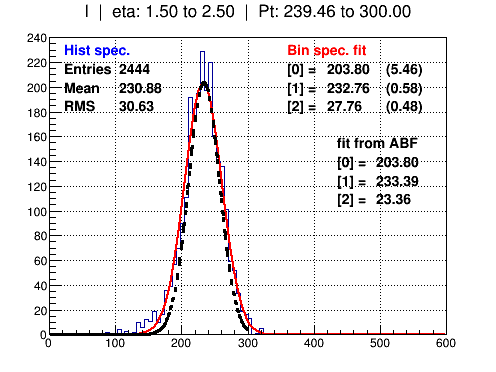 I | eta: 1.50 to 2.50 | Pt: 239.46 to 300.00
Hist spec.
Entries 2444
Mean 230.88
RMS 30.63
Bin spec. fit
[0] = 203.80 (5.46)
[1] = 232.76 (0.58)
[2] = 27.76 (0.48)
fit from ABF
[0] = 203.80
[1] = 233.39
[2] = 23.36
240
220
200
180
160
140
120
100
80
60
40
20
0
0 100 200 300 400 500 600